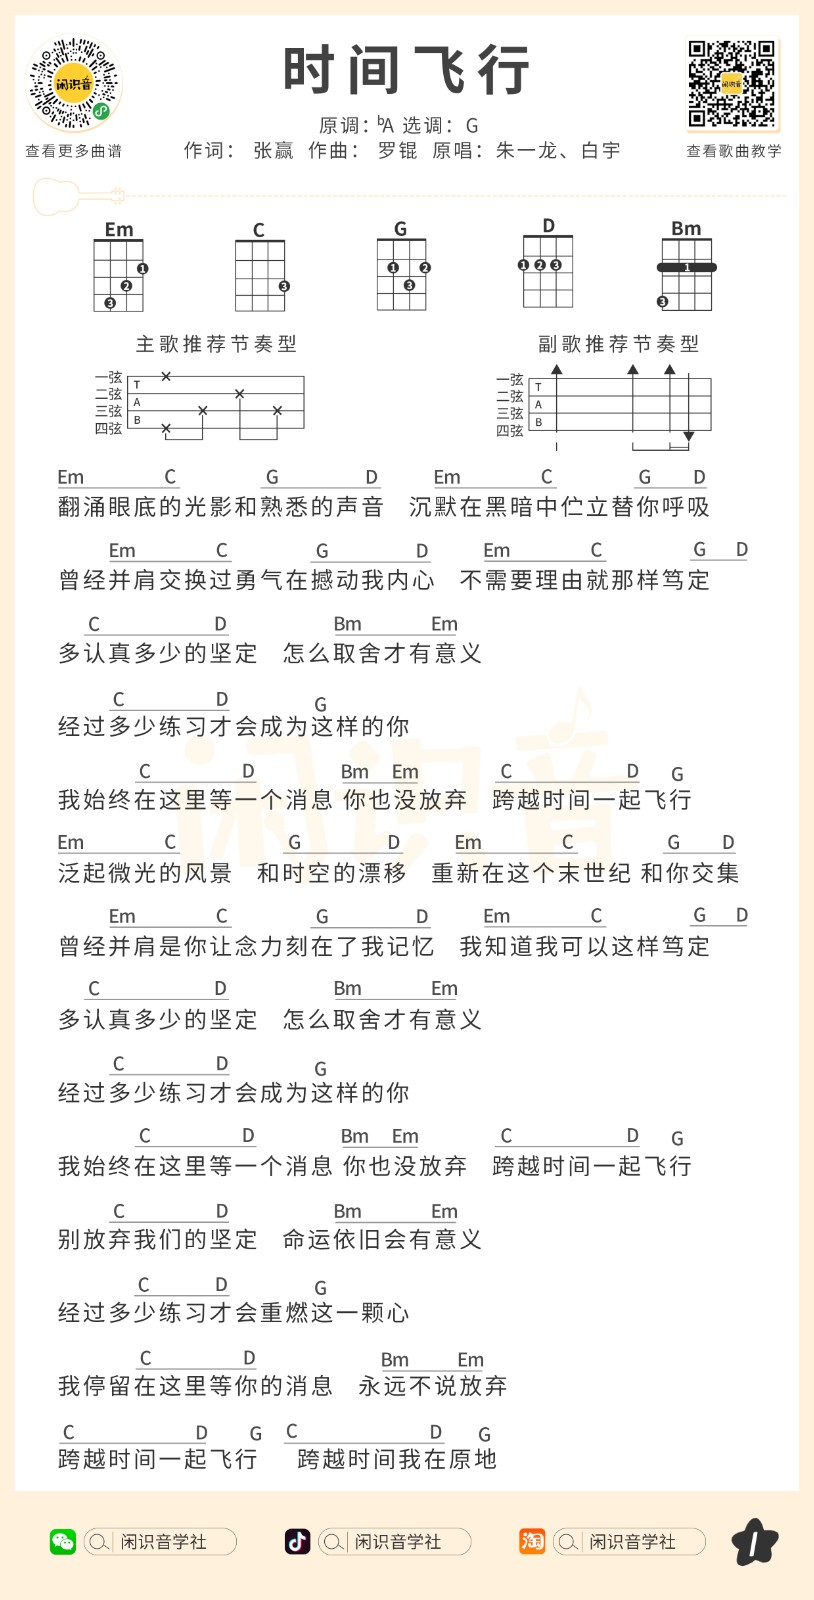 闲识音
时间飞行
闲识音
原调：bA 选调：G
查看更多曲谱 作词： 张赢 作曲： 罗锟 原唱：朱一龙、白宇 查看歌曲教学
Em C G D Bm
1 2 3
3
1 2 3
1 2 3
1 3
主歌推荐节奏型 副歌推荐节奏型
一弦 一弦
T T
二弦 二弦
A A
三弦 三弦
B B
四弦 四弦
Em C G D Em C G D
翻涌眼底的光影和熟悉的声音 沉默在黑暗中伫立替你呼吸
Em C G D Em C G D
曾经并肩交换过勇气在撼动我内心 不需要理由就那样笃定
C D Bm Em
多认真多少的坚定 怎么取舍才有意义
C D G
经过多少练习才会成为这样的你
C D Bm Em C D G
我始终在这里等一个消息 你也没放弃 跨越时间一起飞行
闲识音
Em C G D Em C G D
泛起微光的风景 和时空的漂移 重新在这个末世纪 和你交集
Em C G D Em C G D
曾经并肩是你让念力刻在了我记忆 我知道我可以这样笃定
C D Bm Em
多认真多少的坚定 怎么取舍才有意义
C D G
经过多少练习才会成为这样的你
C D Bm Em C D G
我始终在这里等一个消息 你也没放弃 跨越时间一起飞行
C D Bm Em
别放弃我们的坚定 命运依旧会有意义
C D G
经过多少练习才会重燃这一颗心
C D Bm Em
我停留在这里等你的消息 永远不说放弃
C D G C D G
跨越时间一起飞行 跨越时间我在原地
闲识音学社 闲识音学社 淘 闲识音学社 1